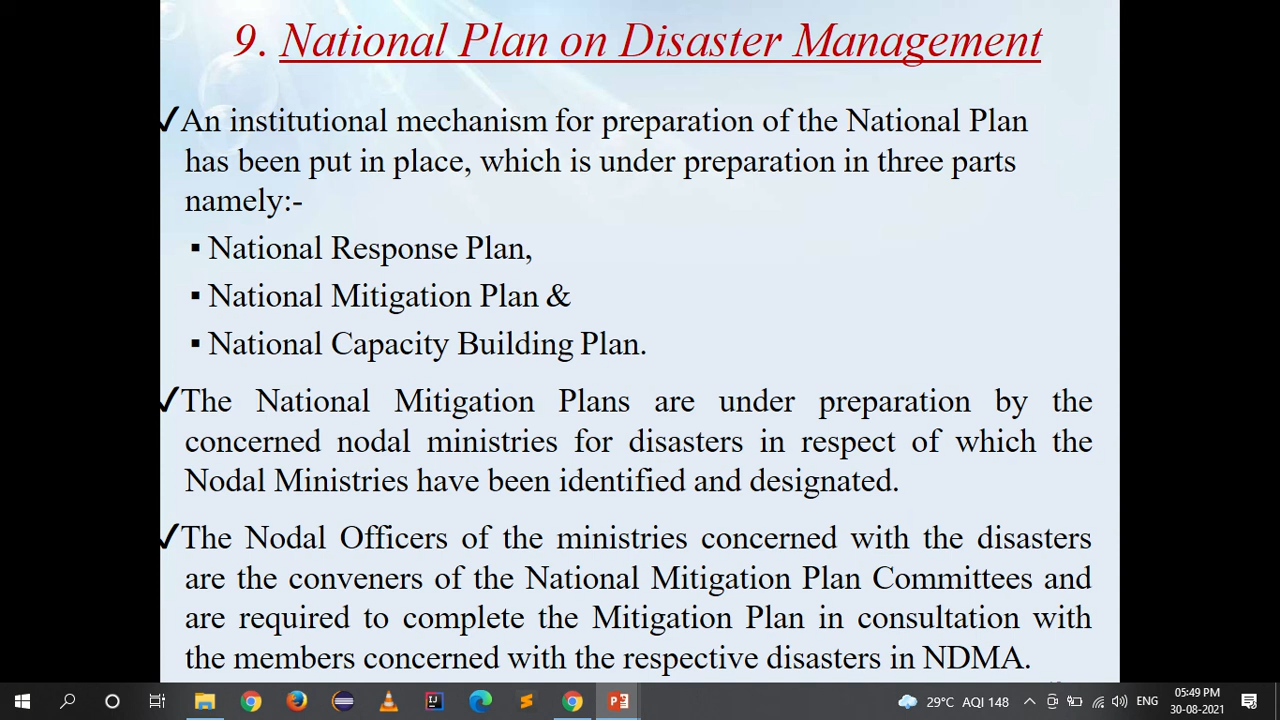 9. National Plan on Disaster Management
✓An institutional mechanism for preparation of the National Plan
has been put in place, which is under preparation in three parts
namely:-
▪ National Response Plan,
▪ National Mitigation Plan &
▪ National Capacity Building Plan.
✓The National Mitigation Plans are under preparation by the
concerned nodal ministries for disasters in respect of which the
Nodal Ministries have been identified and designated.
✓The Nodal Officers of the ministries concerned with the disasters
are the conveners of the National Mitigation Plan Committees and
are required to complete the Mitigation Plan in consultation with
the members concerned with the respective disasters in NDMA.
29°C AQI 148 ENG 05:49 PM
30-08-2021